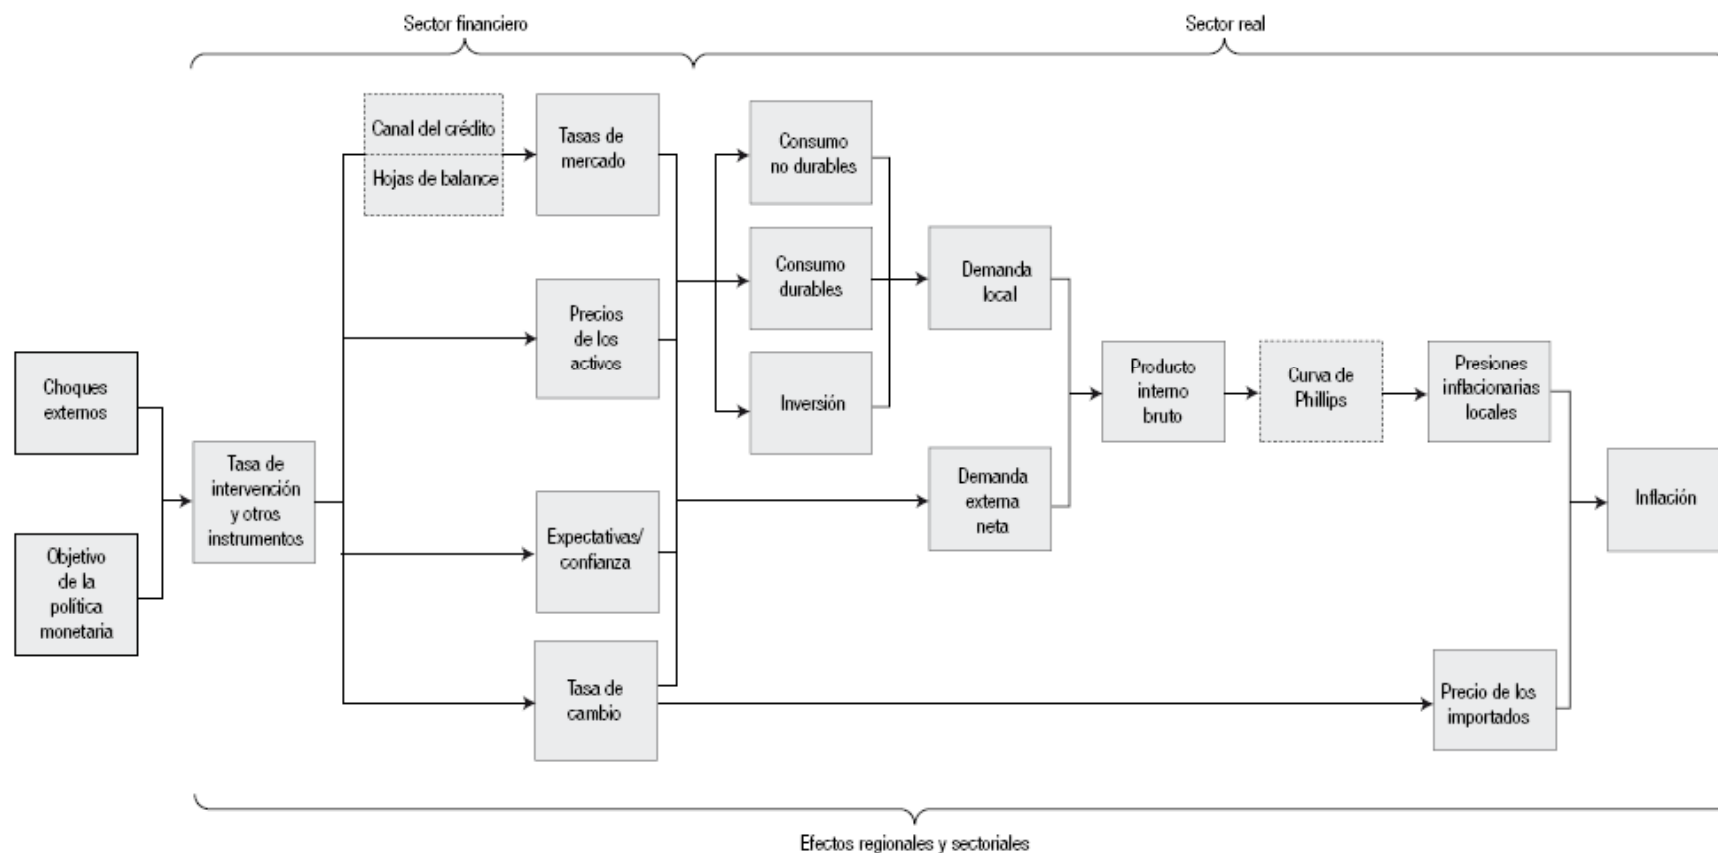 Sector financiero
Sector real
Canal del crédito
Hojas de balance
Tasas de
mercado
Consumo
no durables
Consumo
durables
Demanda
local
Precios
de los
activos
Inversión
Choques
externos
Producto
interno
bruto
Curva de
Phillips
Presiones
inflacionarias
locales
Tasa de
intervención
y otros
instrumentos
Demanda
externa
neta
Inflación
Objetivo
de la
política
monetaria
Expectativas/
confianza
Tasa de
cambio
Precio de los
importados
Efectos regionales y sectoriales